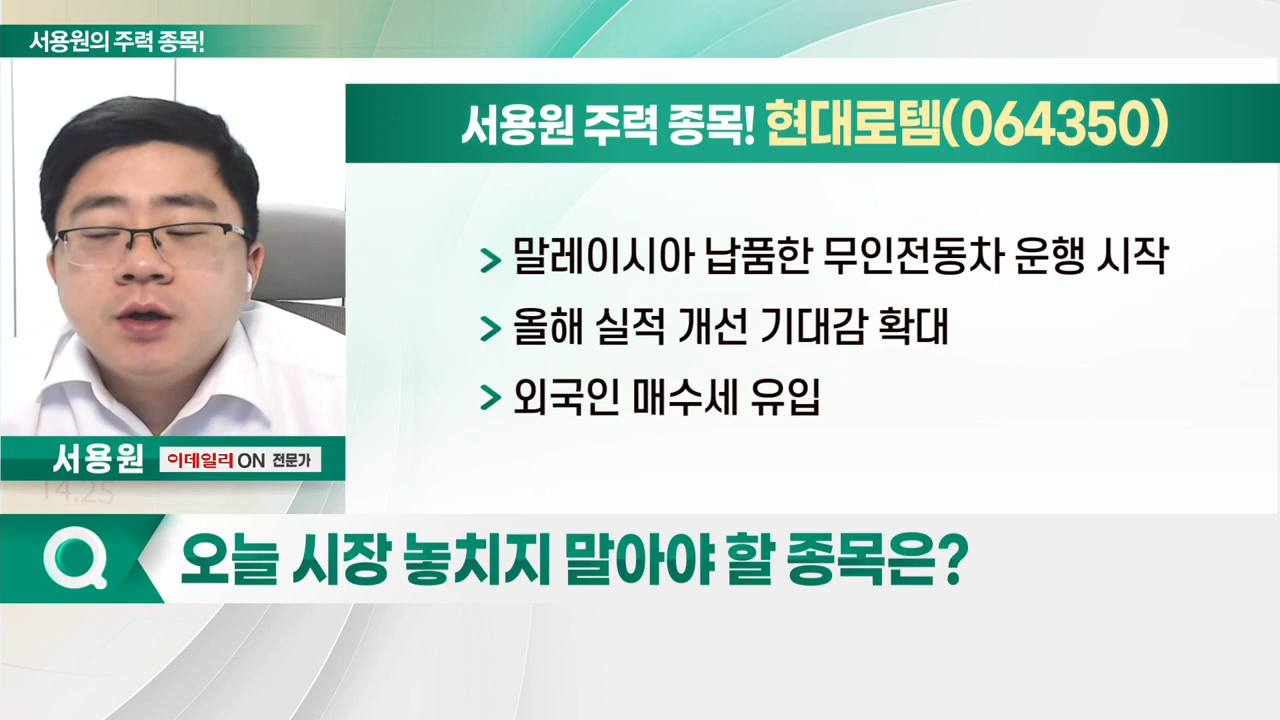 서용원의 주력 종목!
서용원 주력 종목! 현대로템(064350)
말레이시아 납품한 무인전동차 운행 시작
올해 실적 개선 기대감 확대
외국인 매수세 유입
서용원 이데일리 ON 전문가
14.25
오늘 시장 놓치지 말아야 할 종목은?